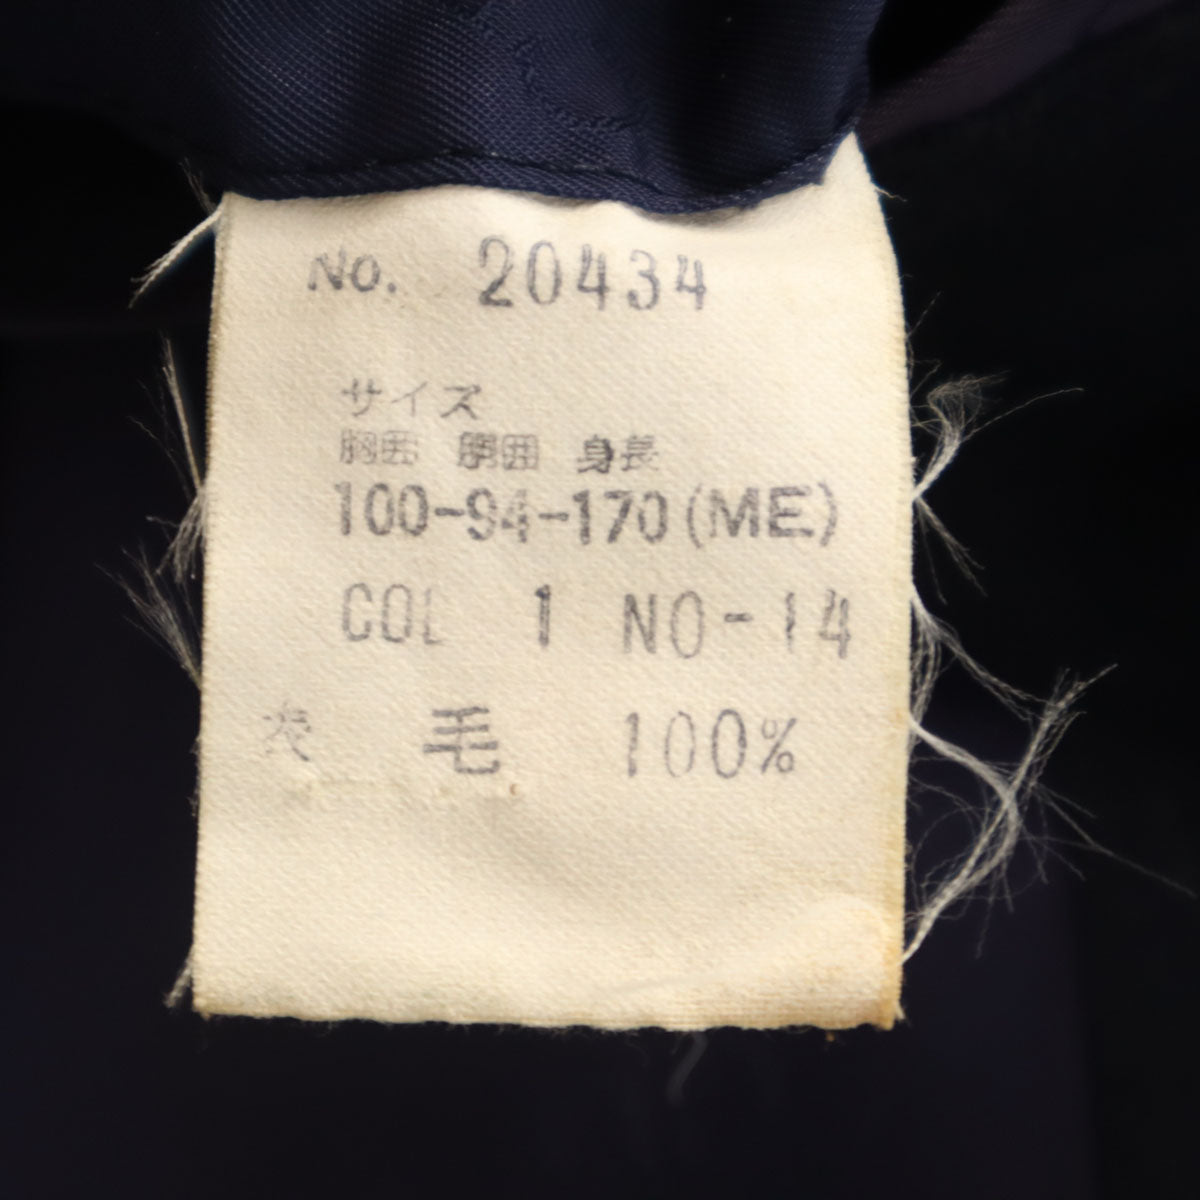 No. 20434
サイズ
胸囲 胴囲 身長
100-94-170(ME)
COL 1 NO-14
表 毛 100%